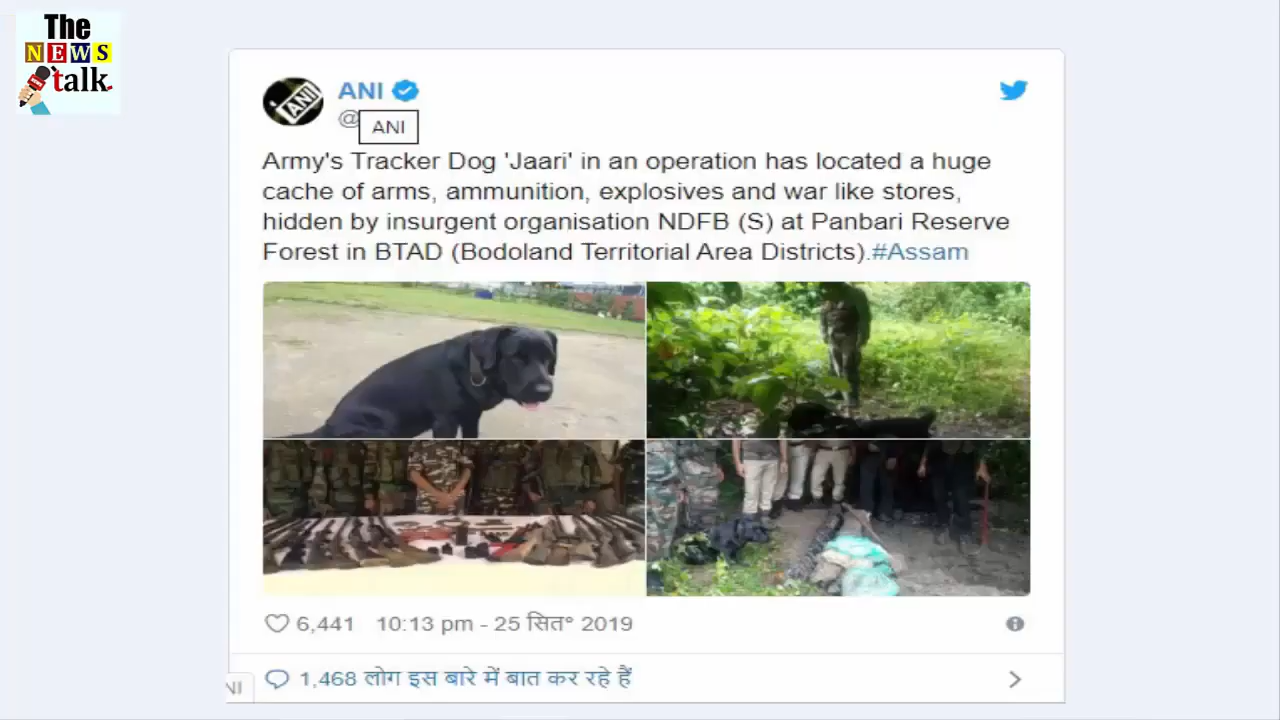 The
NEWS
talk.
ANI
ANI
@
ANI
Army's Tracker Dog 'Jaari' in an operation has located a huge
cache of arms, ammunition, explosives and war like stores,
hidden by insurgent organisation NDFB (S) at Panbari Reserve
Forest in BTAD (Bodoland Territorial Area Districts).#Assam
6,441 10:13 pm - 25 सित॰ 2019
1,468 लोग इस बारे में बात कर रहे हैं
NI